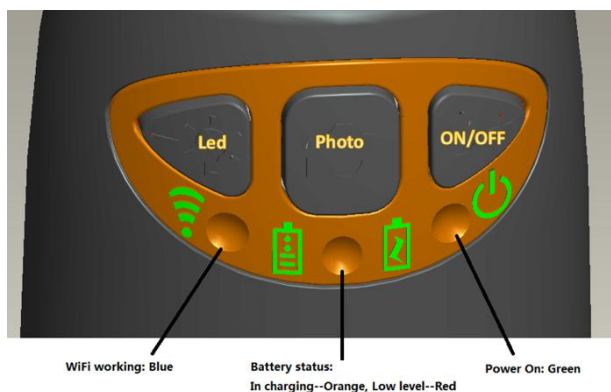 Led Photo ON/OFF
WiFi working: Blue
Battery status:
In charging--Orange, Low level--Red
Power On: Green